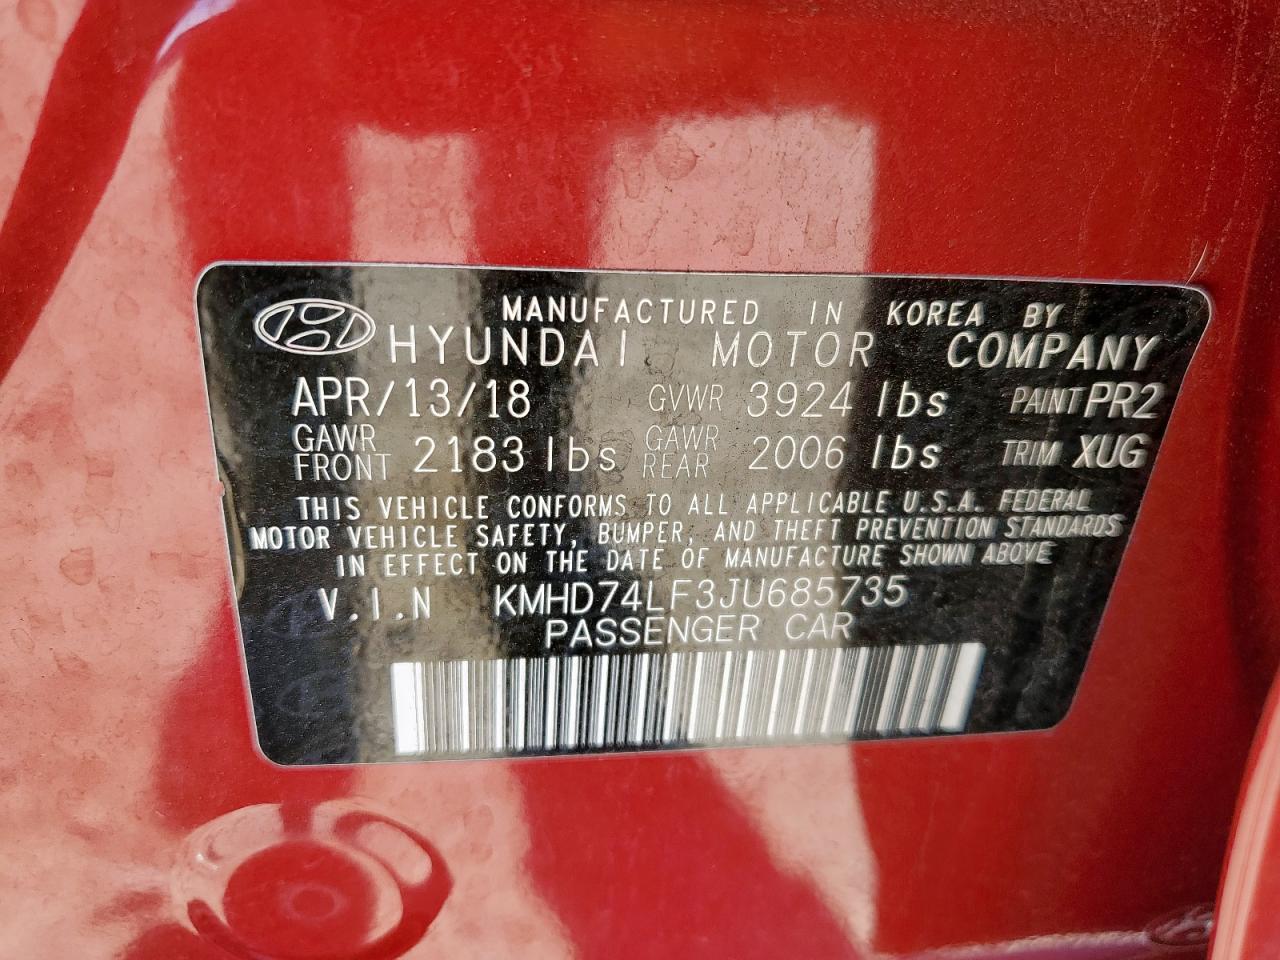 MANUFACTURED IN KOREA BY
HYUNDAI MOTOR COMPANY
APR/13/18 GVWR 3924 lbs PAINT PR2
GAWR FRONT 2183 lbs GAWR REAR 2006 lbs TRIM XUG
THIS VEHICLE CONFORMS TO ALL APPLICABLE U.S.A. FEDERAL
MOTOR VEHICLE SAFETY, BUMPER, AND THEFT PREVENTION STANDARDS
IN EFFECT ON THE DATE OF MANUFACTURE SHOWN ABOVE
V.I.N KMHD74LF3JU685735
PASSENGER CAR